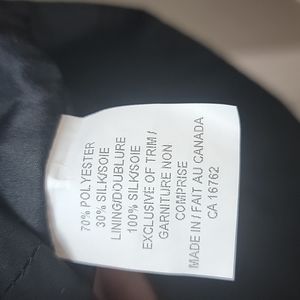 70% POLYESTER
30% SILK/SOIE
LINING/DOUBLURE
100% SILK/SOIE
EXCLUSIVE OF TRIM /
GARNITURE NON
COMPRISE
MADE IN / FAIT AU CANADA
CA 16762